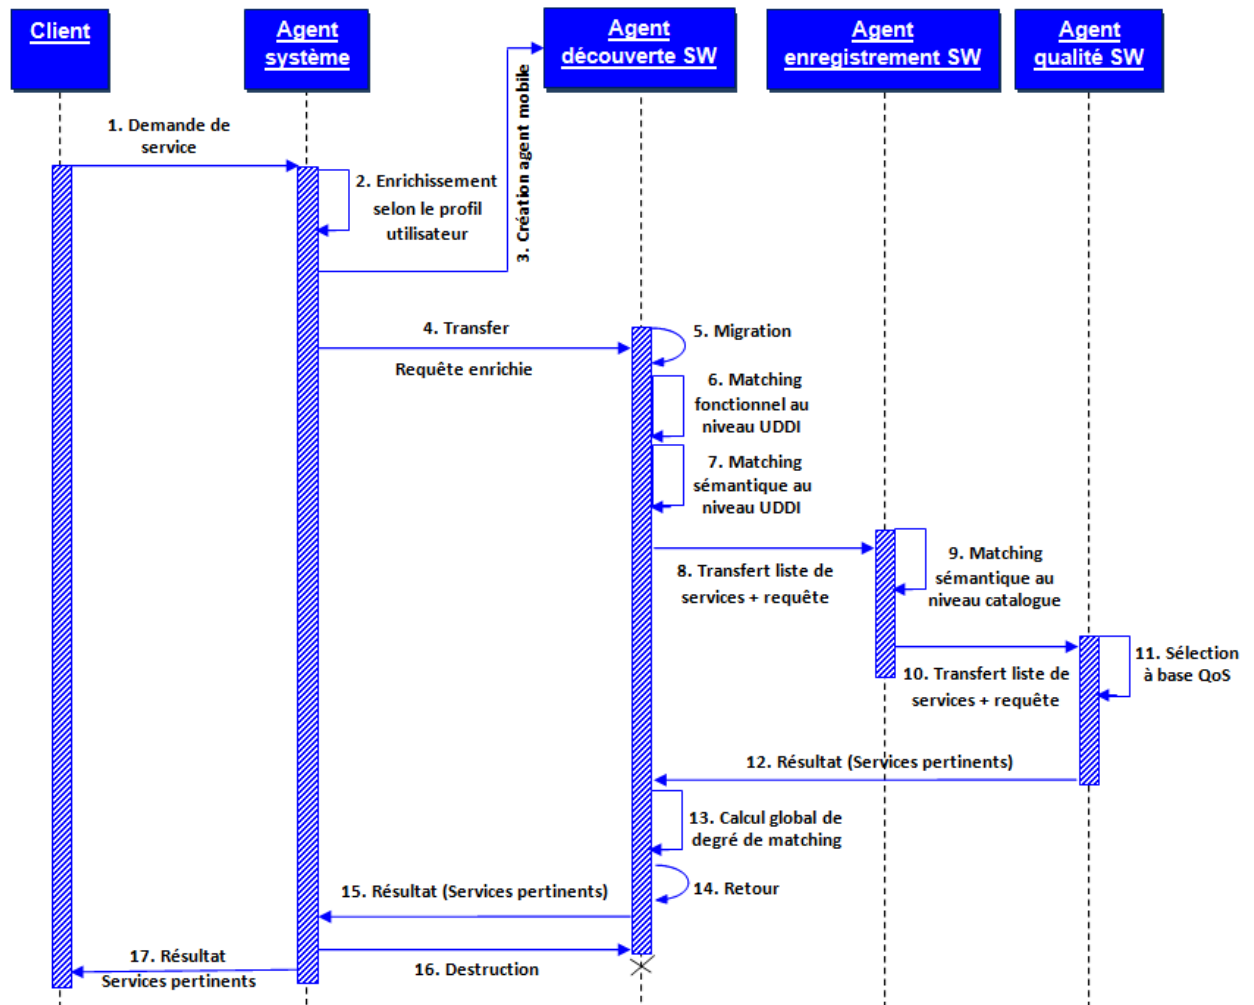 Client
Agent
système
Agent
découverte SW
Agent
enregistrement SW
Agent
qualité SW
1. Demande de
service
2. Enrichissement
selon le profil
utilisateur
3. Création agent mobile
4. Transfer
Requête enrichie
5. Migration
6. Matching
fonctionnel au
niveau UDDI
7. Matching
sémantique au
niveau UDDI
8. Transfert liste de
services + requête
9. Matching
sémantique au
niveau catalogue
10. Transfert liste de
services + requête
11. Sélection
à base QoS
12. Résultat (Services pertinents)
13. Calcul global de
degré de matching
14. Retour
15. Résultat (Services pertinents)
16. Destruction
17. Résultat
Services pertinents